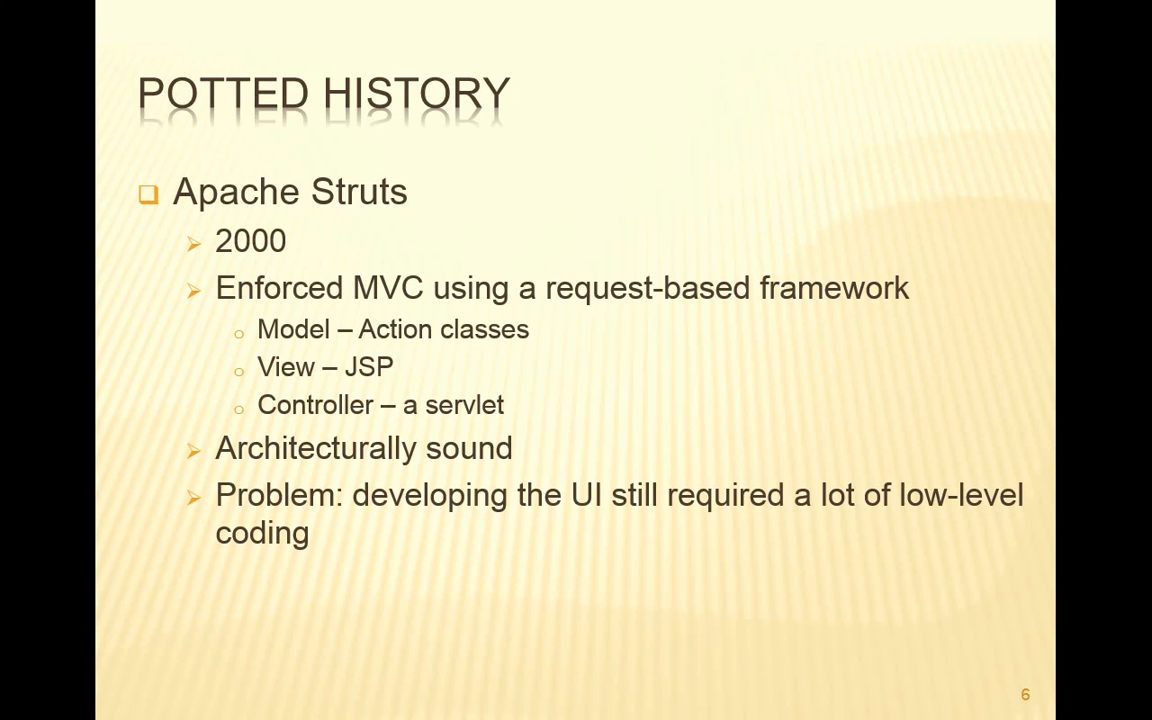 POTTED HISTORY
Apache Struts
2000
Enforced MVC using a request-based framework
Model – Action classes
View – JSP
Controller – a servlet
Architecturally sound
Problem: developing the UI still required a lot of low-level
coding
6